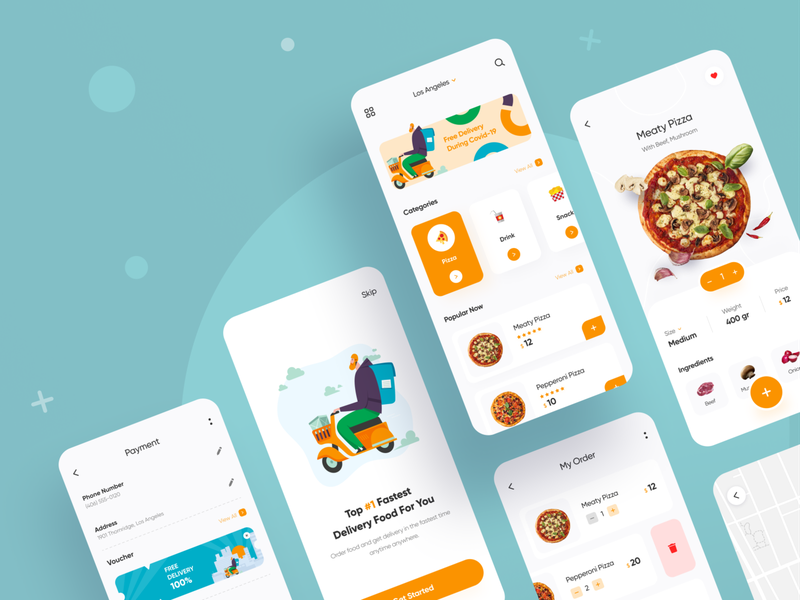 Payment
Phone Number
(406) 555-0120
Address
1901 Thornridge, Los Angeles
View All
Voucher
FREE
DELIVERY
100%
Skip
Top #1 Fastest
Delivery Food For You
Order food and get delivery in the fastest time
anytime anywhere.
Get Started
Los Angeles
Free Delivery
During Covid-19
View All
Categories
Pizza
Drink
Snack
View All
Popular Now
Meaty Pizza
$ 12
Pepperoni Pizza
$ 10
My Order
Meaty Pizza
$ 12
− 1 +
Pepperoni Pizza
$ 20
− 2 +
Meaty Pizza
With Beef, Mushroom
− 1 +
Size
Medium
Weight
400 gr
Price
$ 12
Ingredients
Beef
Onio